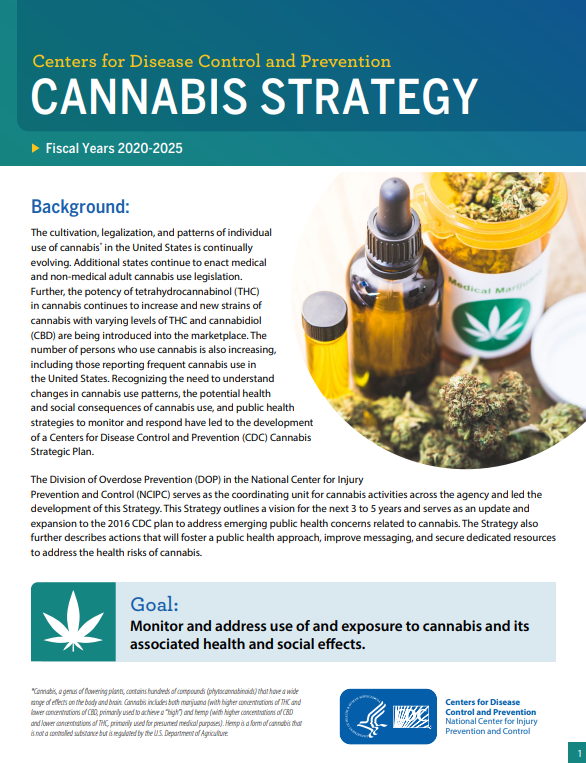 Centers for Disease Control and Prevention
CANNABIS STRATEGY
Fiscal Years 2020-2025
Background:
The cultivation, legalization, and patterns of individual
use of cannabis* in the United States is continually
evolving. Additional states continue to enact medical
and non-medical adult cannabis use legislation.
Further, the potency of tetrahydrocannabinol (THC)
in cannabis continues to increase and new strains of
cannabis with varying levels of THC and cannabidiol
(CBD) are being introduced into the marketplace. The
number of persons who use cannabis is also increasing,
including those reporting frequent cannabis use in
the United States. Recognizing the need to understand
changes in cannabis use patterns, the potential health
and social consequences of cannabis use, and public health
strategies to monitor and respond have led to the development
of a Centers for Disease Control and Prevention (CDC) Cannabis
Strategic Plan.
Medical Marijuana
The Division of Overdose Prevention (DOP) in the National Center for Injury
Prevention and Control (NCIPC) serves as the coordinating unit for cannabis activities across the agency and led the
development of this Strategy. This Strategy outlines a vision for the next 3 to 5 years and serves as an update and
expansion to the 2016 CDC plan to address emerging public health concerns related to cannabis. The Strategy also
further describes actions that will foster a public health approach, improve messaging, and secure dedicated resources
to address the health risks of cannabis.
Goal:
Monitor and address use of and exposure to cannabis and its
associated health and social effects.
*Cannabis, a genus of flowering plants, contains hundreds of compounds (phytocannabinoids) that have a wide
range of effects on the body and brain. Cannabis includes both marijuana (with higher concentrations of THC and
lower concentrations of CBD, primarily used to achieve a "high") and hemp (with higher concentrations of CBD
and lower concentrations of THC, primarily used for presumed medical purposes). Hemp is a form of cannabis that
is not a controlled substance but is regulated by the U.S. Department of Agriculture.
CDC
Centers for Disease
Control and Prevention
National Center for Injury
Prevention and Control
1